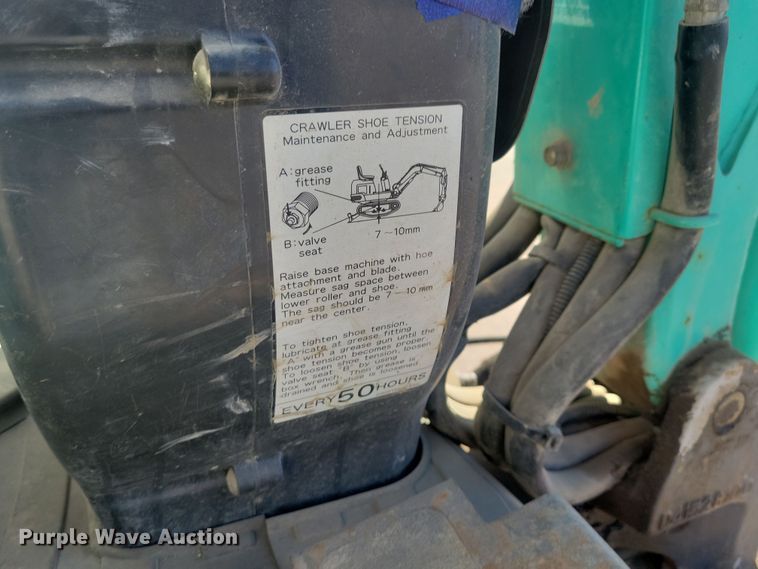 CRAWLER SHOE TENSION
Maintenance and Adjustment
A:grease
fitting
B:valve
seat
7~10mm
Raise base machine with hoe
attachment and blade.
Measure sag space between
lower roller and shoe.
The sag should be 7~10 mm
near the center.
To tighten shoe tension,
lubricate at grease fitting
'A' with a grease gun until the
shoe tension becomes proper.
To loosen shoe tension, loosen
valve seat 'B' by using
box wrench. Then grease is
drained and shoe is loosened.
EVERY 50 HOURS
Purple Wave Auction